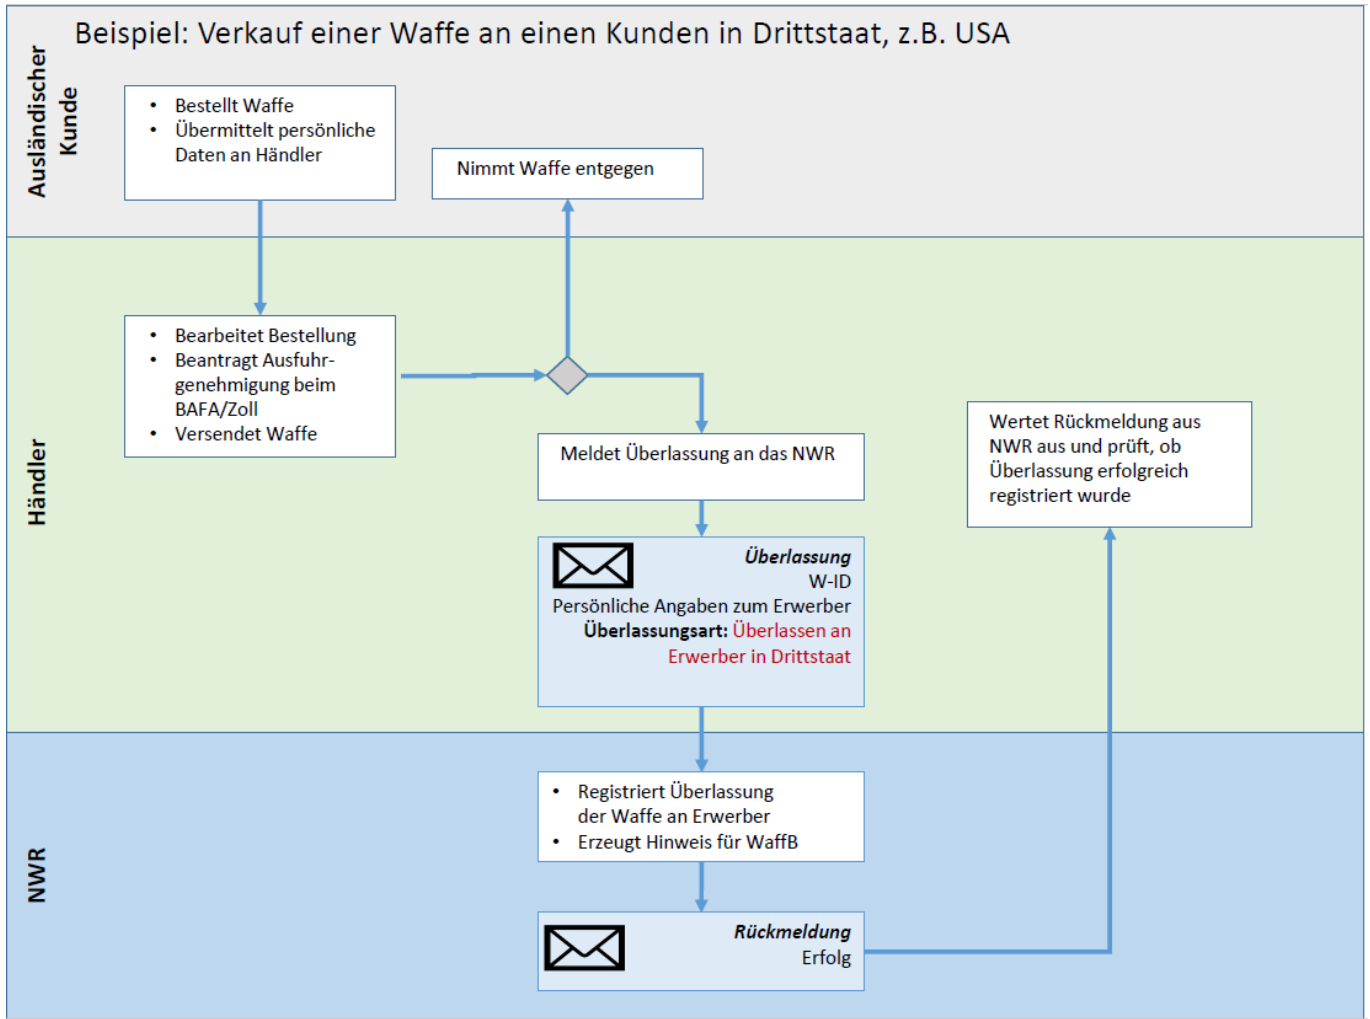 Beispiel: Verkauf einer Waffe an einen Kunden in Drittstaat, z.B. USA
Ausländischer
Kunde
• Bestellt Waffe
• Übermittelt persönliche
Daten an Händler
Nimmt Waffe entgegen
Händler
• Bearbeitet Bestellung
• Beantragt Ausfuhr-
genehmigung beim
BAFA/Zoll
• Versendet Waffe
Meldet Überlassung an das NWR
Überlassung
W-ID
Persönliche Angaben zum Erwerber
Überlassungsart: Überlassen an
Erwerber in Drittstaat
Wertet Rückmeldung aus
NWR aus und prüft, ob
Überlassung erfolgreich
registriert wurde
NWR
• Registriert Überlassung
der Waffe an Erwerber
• Erzeugt Hinweis für WaffB
Rückmeldung
Erfolg